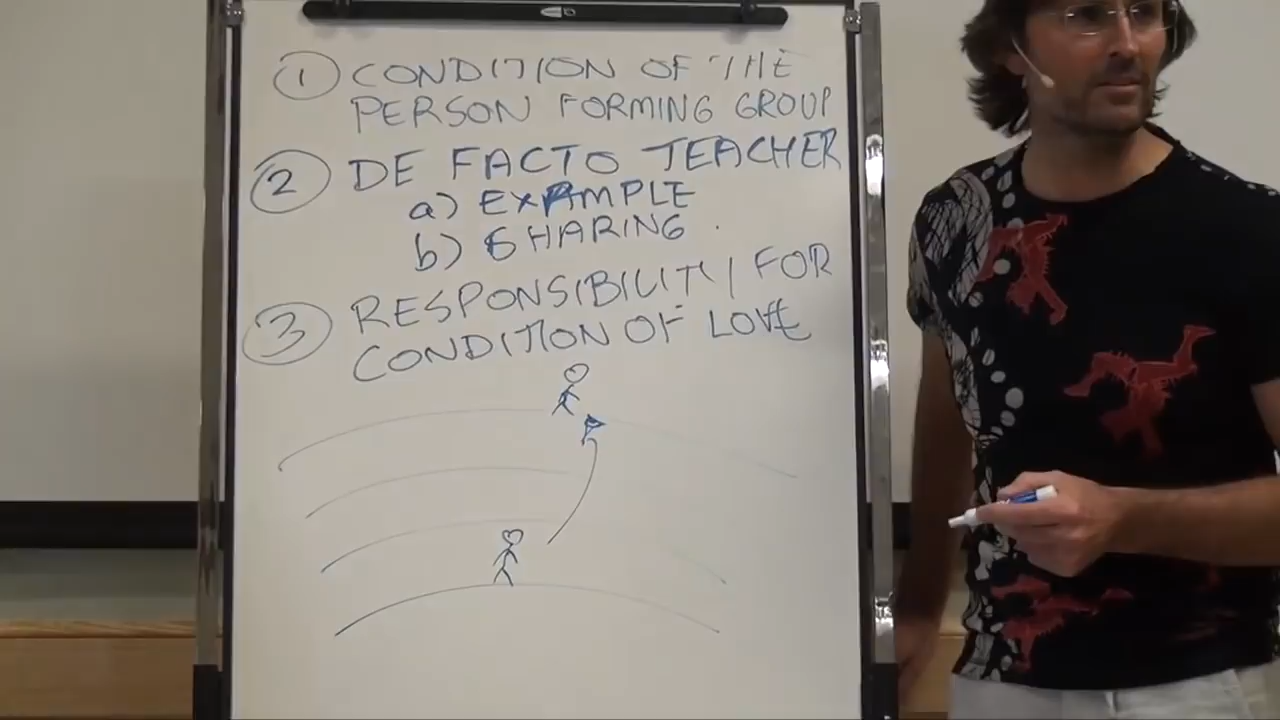 ① CONDITION OF THE
PERSON FORMING GROUP
② DE FACTO TEACHER
a) EXAMPLE
b) SHARING
③ RESPONSIBILITY FOR
CONDITION OF LOVE